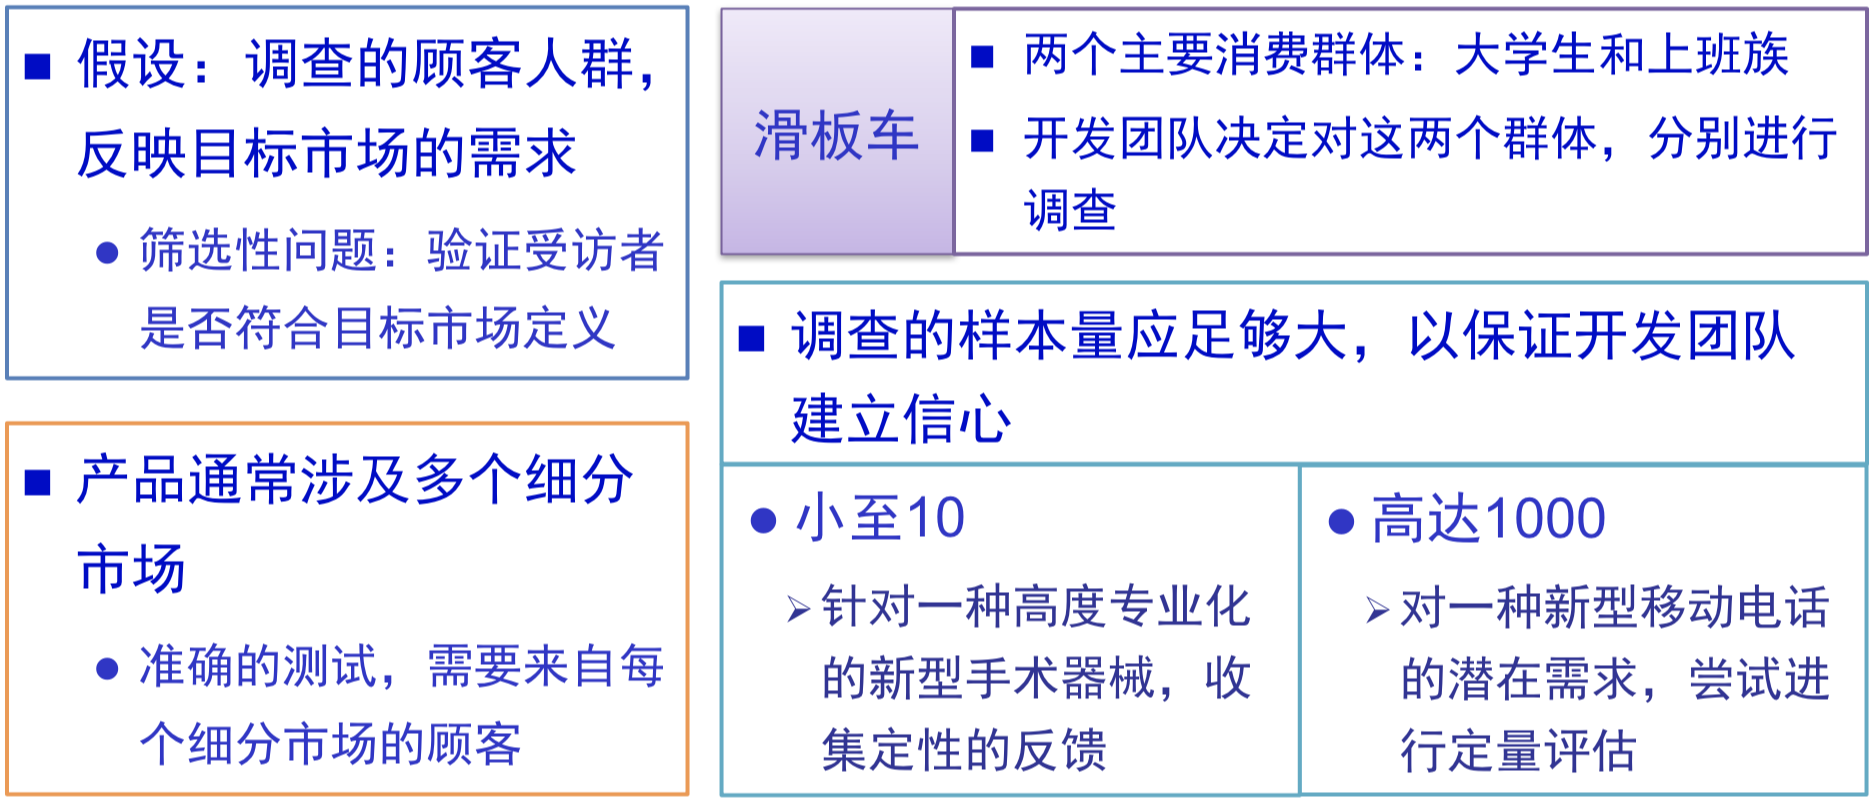 ■ 假设：调查的顾客人群，
反映目标市场的需求
● 筛选性问题：验证受访者
是否符合目标市场定义
■ 产品通常涉及多个细分
市场
● 准确的测试，需要来自每
个细分市场的顾客
滑板车
■ 两个主要消费群体：大学生和上班族
■ 开发团队决定对这两个群体，分别进行
调查
■ 调查的样本量应足够大，以保证开发团队
建立信心
● 小至10
➢ 针对一种高度专业化
的新型手术器械，收
集定性的反馈
● 高达1000
➢ 对一种新型移动电话
的潜在需求，尝试进
行定量评估